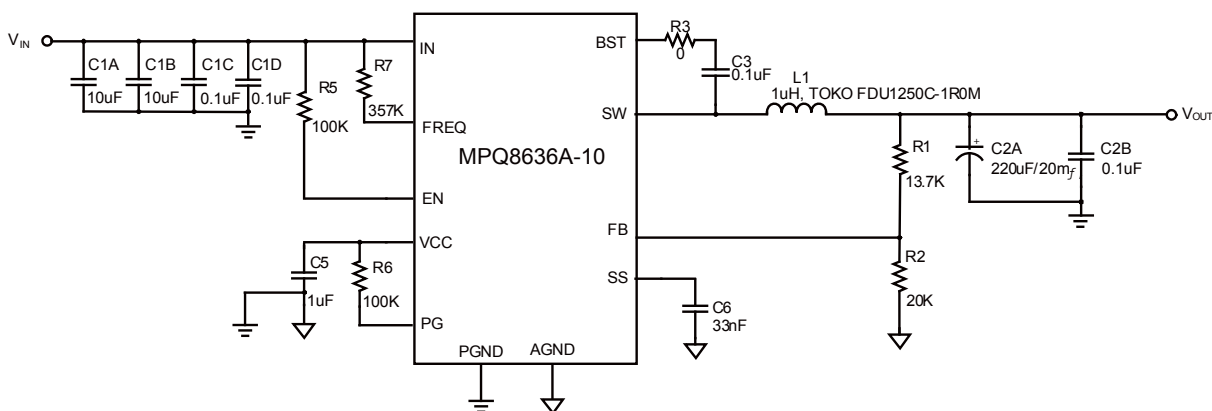 VIN
C1A
10uF
C1B
10uF
C1C
0.1uF
C1D
0.1uF
R5
100K
R7
357K
IN
FREQ
EN
VCC
PG
PGND
AGND
MPQ8636A-10
BST
SW
FB
SS
R3
0
C3
0.1uF
L1
1uH, TOKO FDU1250C-1R0M
VOUT
R1
13.7K
C2A
+
220uF/20mƒ
C2B
0.1uF
R2
20K
C5
1uF
R6
100K
C6
33nF